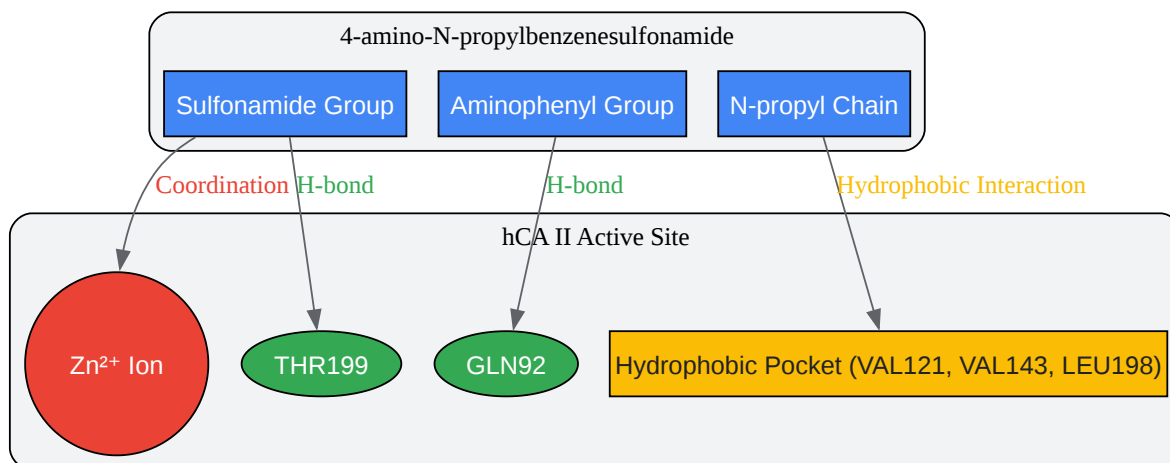 4-amino-N-propylbenzenesulfonamide
Sulfonamide Group
Aminophenyl Group
N-propyl Chain
Coordination
H-bond
H-bond
Hydrophobic Interaction
hCA II Active Site
Zn²⁺ Ion
THR199
GLN92
Hydrophobic Pocket (VAL121, VAL143, LEU198)